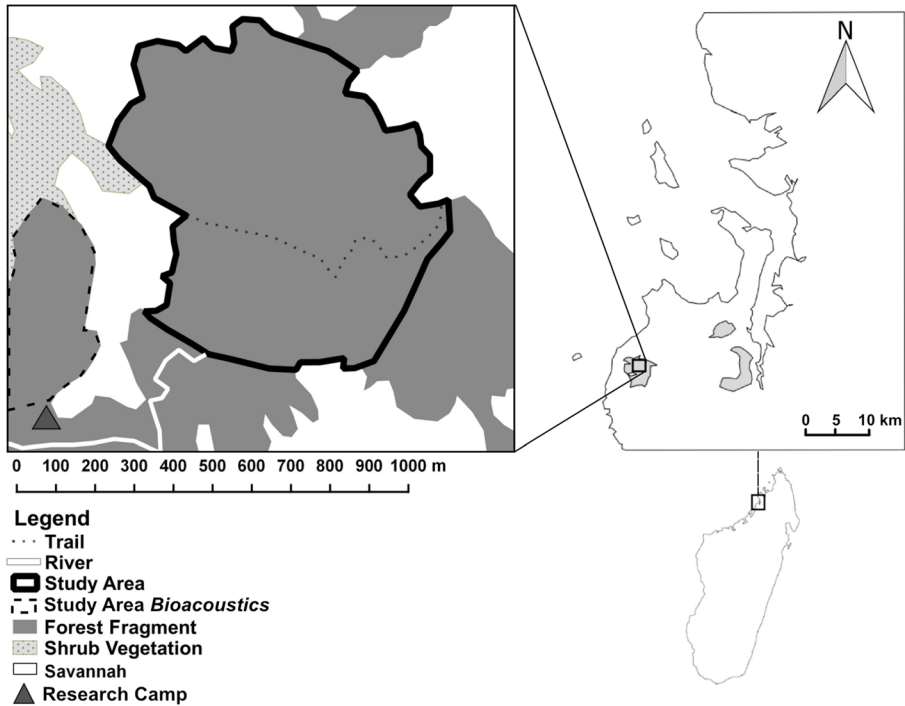 N
0 5 10 km
0 100 200 300 400 500 600 700 800 900 1000 m
Legend
Trail
River
Study Area
Study Area Bioacoustics
Forest Fragment
Shrub Vegetation
Savannah
Research Camp